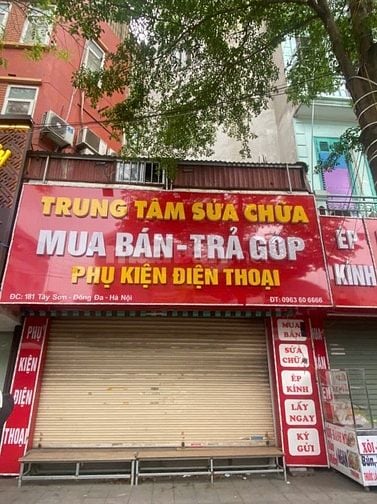 TRUNG TÂM SỬA CHỮA
MUA BÁN - TRẢ GÓP
PHỤ KIỆN ĐIỆN THOẠI
ĐC: 181 Tây Sơn - Đống Đa - Hà Nội
ĐT: 0963 60 6666
ÉP
KÍNH
PHỤ
KIỆN
ĐIỆN
THOẠI
MUA
BÁN
SỬA
CHỮA
ÉP
KÍNH
LẤY
NGAY
KÝ
GỬI
XÔI